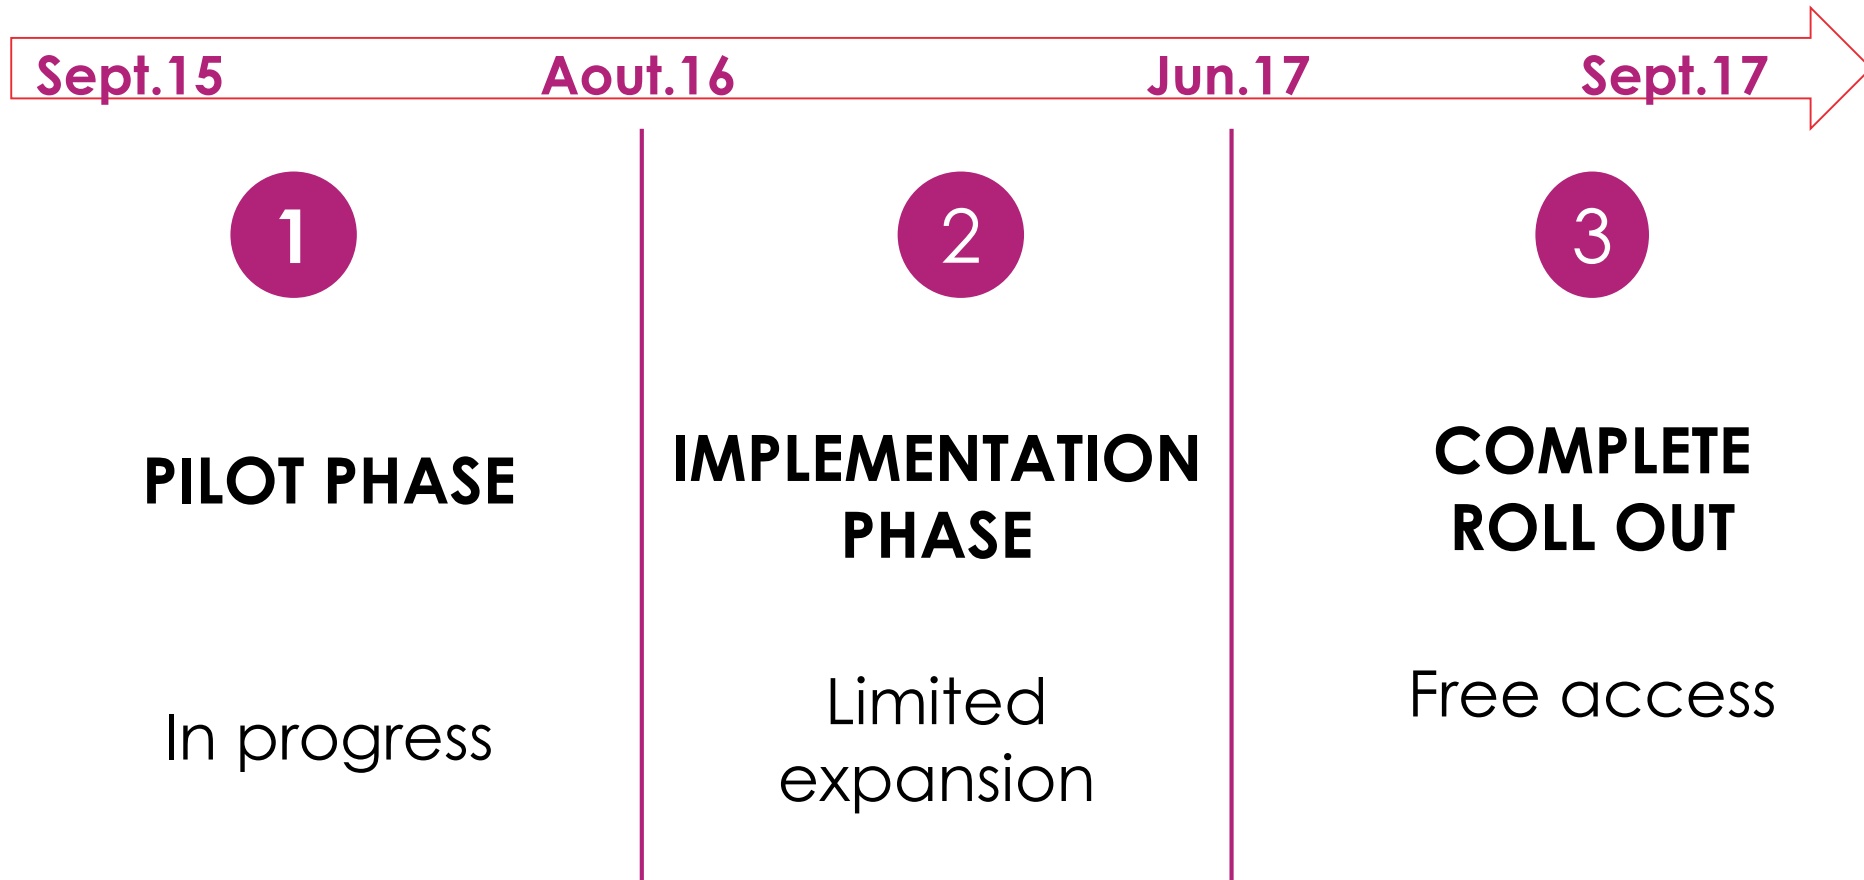 Sept.15 Aout.16 Jun.17 Sept.17
1
2
3
PILOT PHASE
IMPLEMENTATION
PHASE
COMPLETE
ROLL OUT
In progress
Limited
expansion
Free access